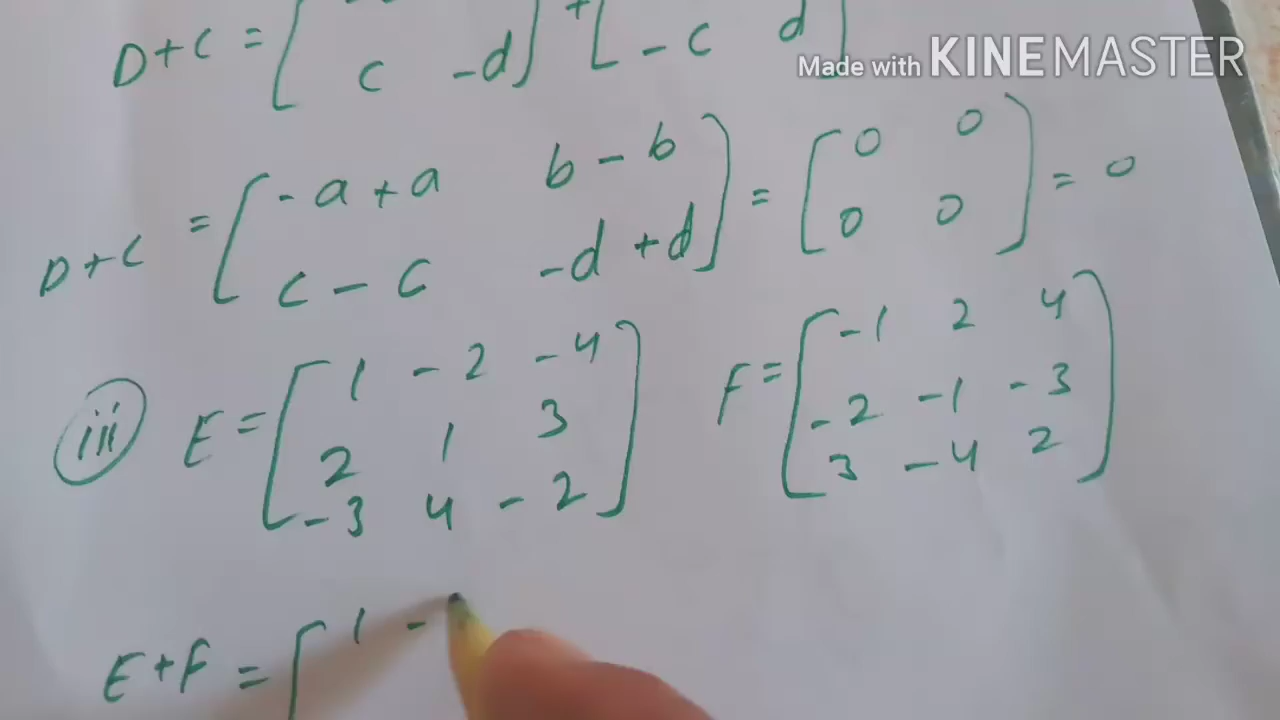 D+C = [ c -d ] + [ -c d ]
Made with KINEMASTER
D+C = [ -a+a b-b
c-c -d+d ] = [ 0 0
0 0 ] = 0
(iii) E = [ 1 -2 -4
2 1 3
-3 4 -2 ]
F = [ -1 2 4
-2 -1 -3
3 -4 2 ]
E+F = [ 1 -